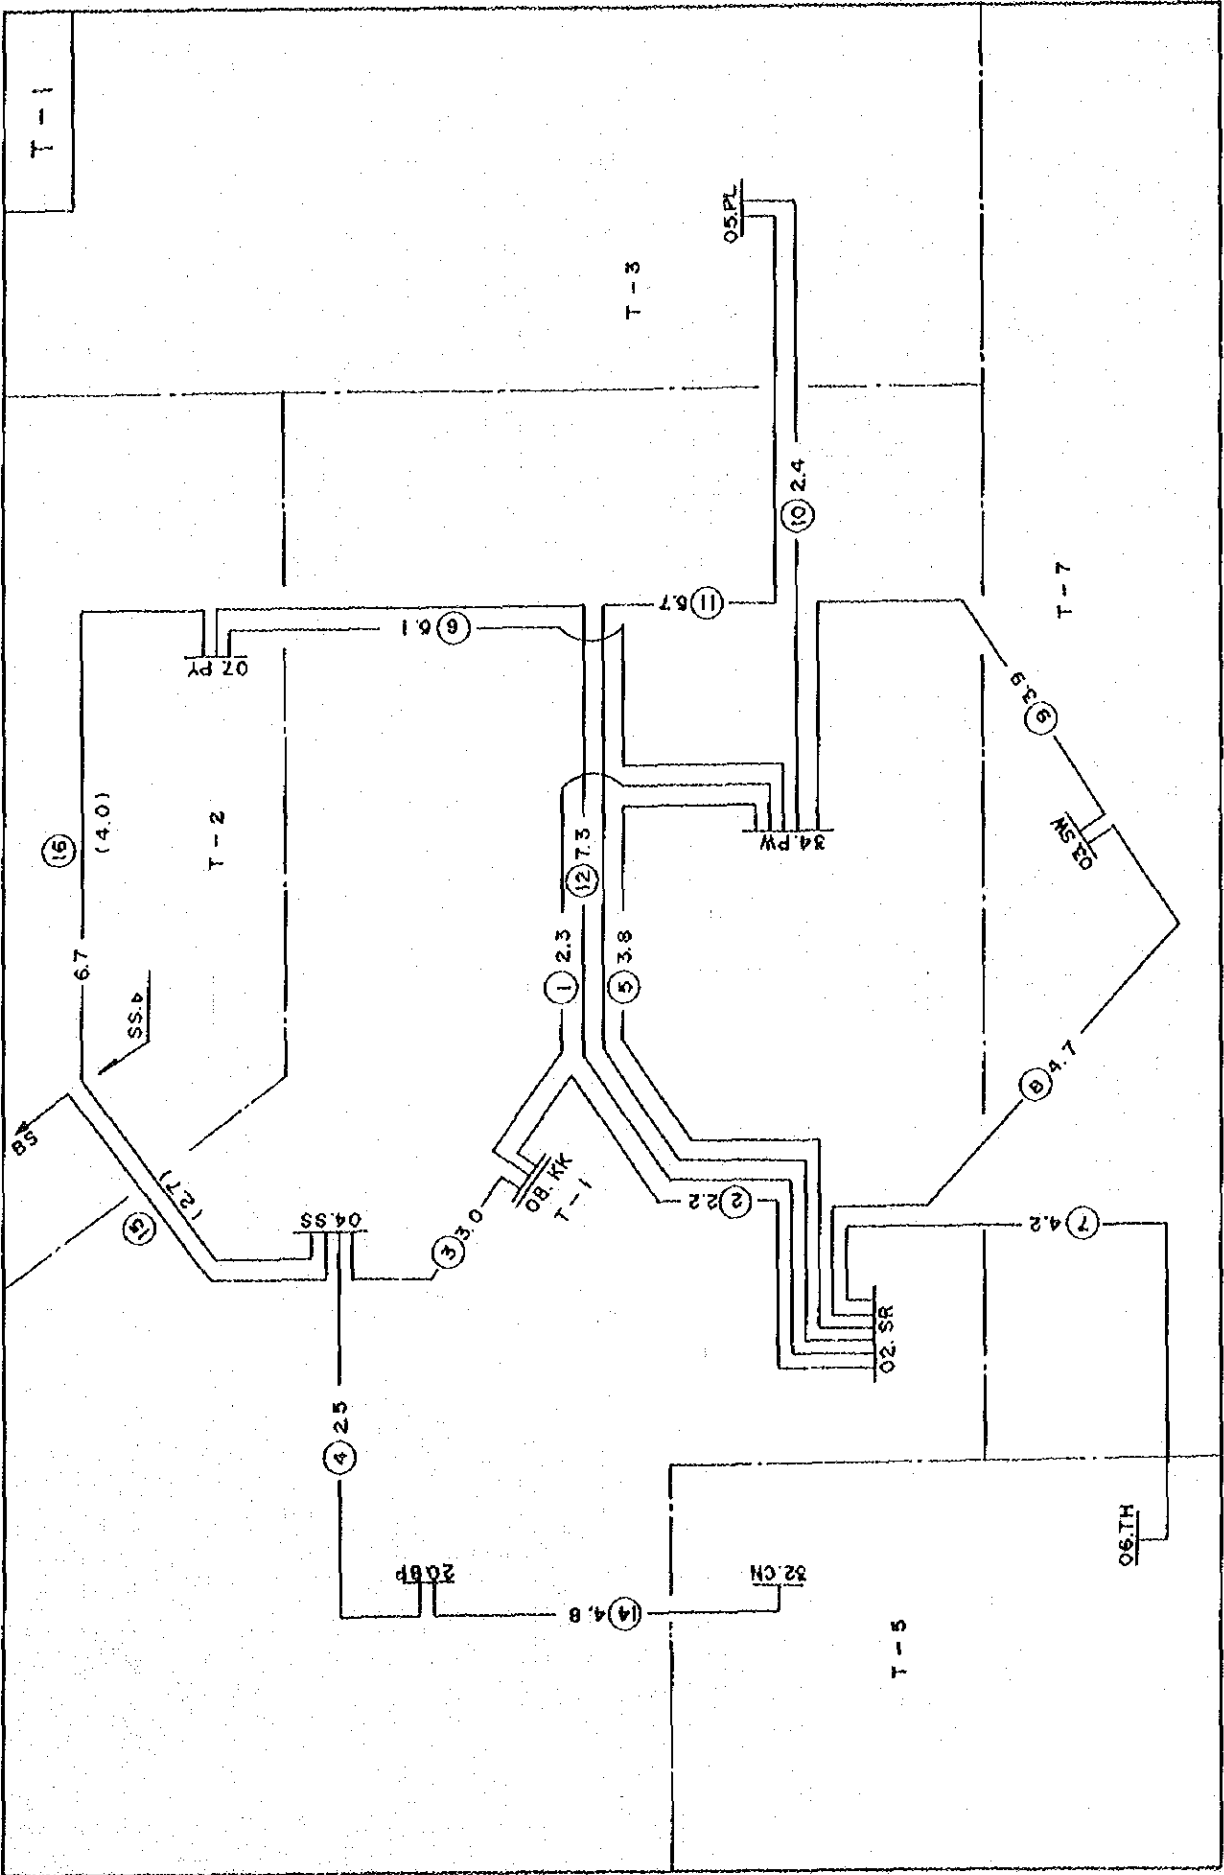 T - 1
05.PL
T - 3
10 2.4
11 5.7
6 6.1
07. PY
16
(4.0)
6.7
T - 2
T - 7
9 3.9
03.SW
34. PW
12 7.3
1 2.3
5 3.8
SS.b
BS
8 4.7
15
(2.7)
04.SS
3 3.0
08. KK
T - 1
2 2.2
7 4.2
02. SR
4 2.5
20.BP
14 4.8
32.CN
06.TH
T - 5